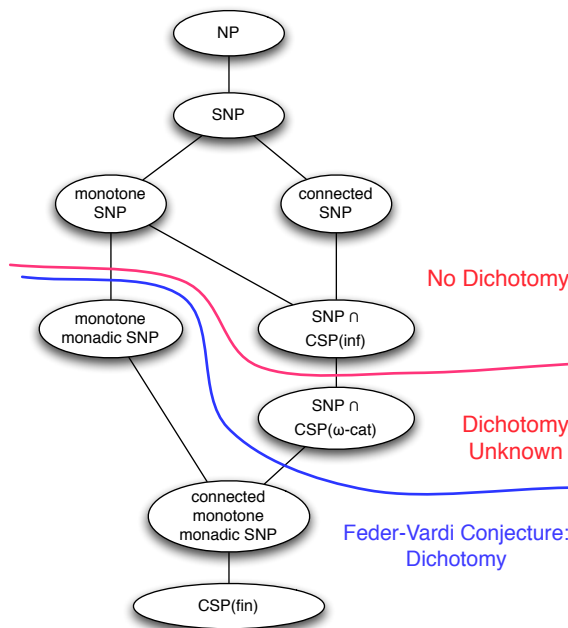 NP
SNP
monotone
SNP
connected
SNP
No Dichotomy
monotone
monadic SNP
SNP ∩
CSP(inf)
SNP ∩
CSP(ω-cat)
Dichotomy
Unknown
connected
monotone
monadic SNP
Feder-Vardi Conjecture:
Dichotomy
CSP(fin)